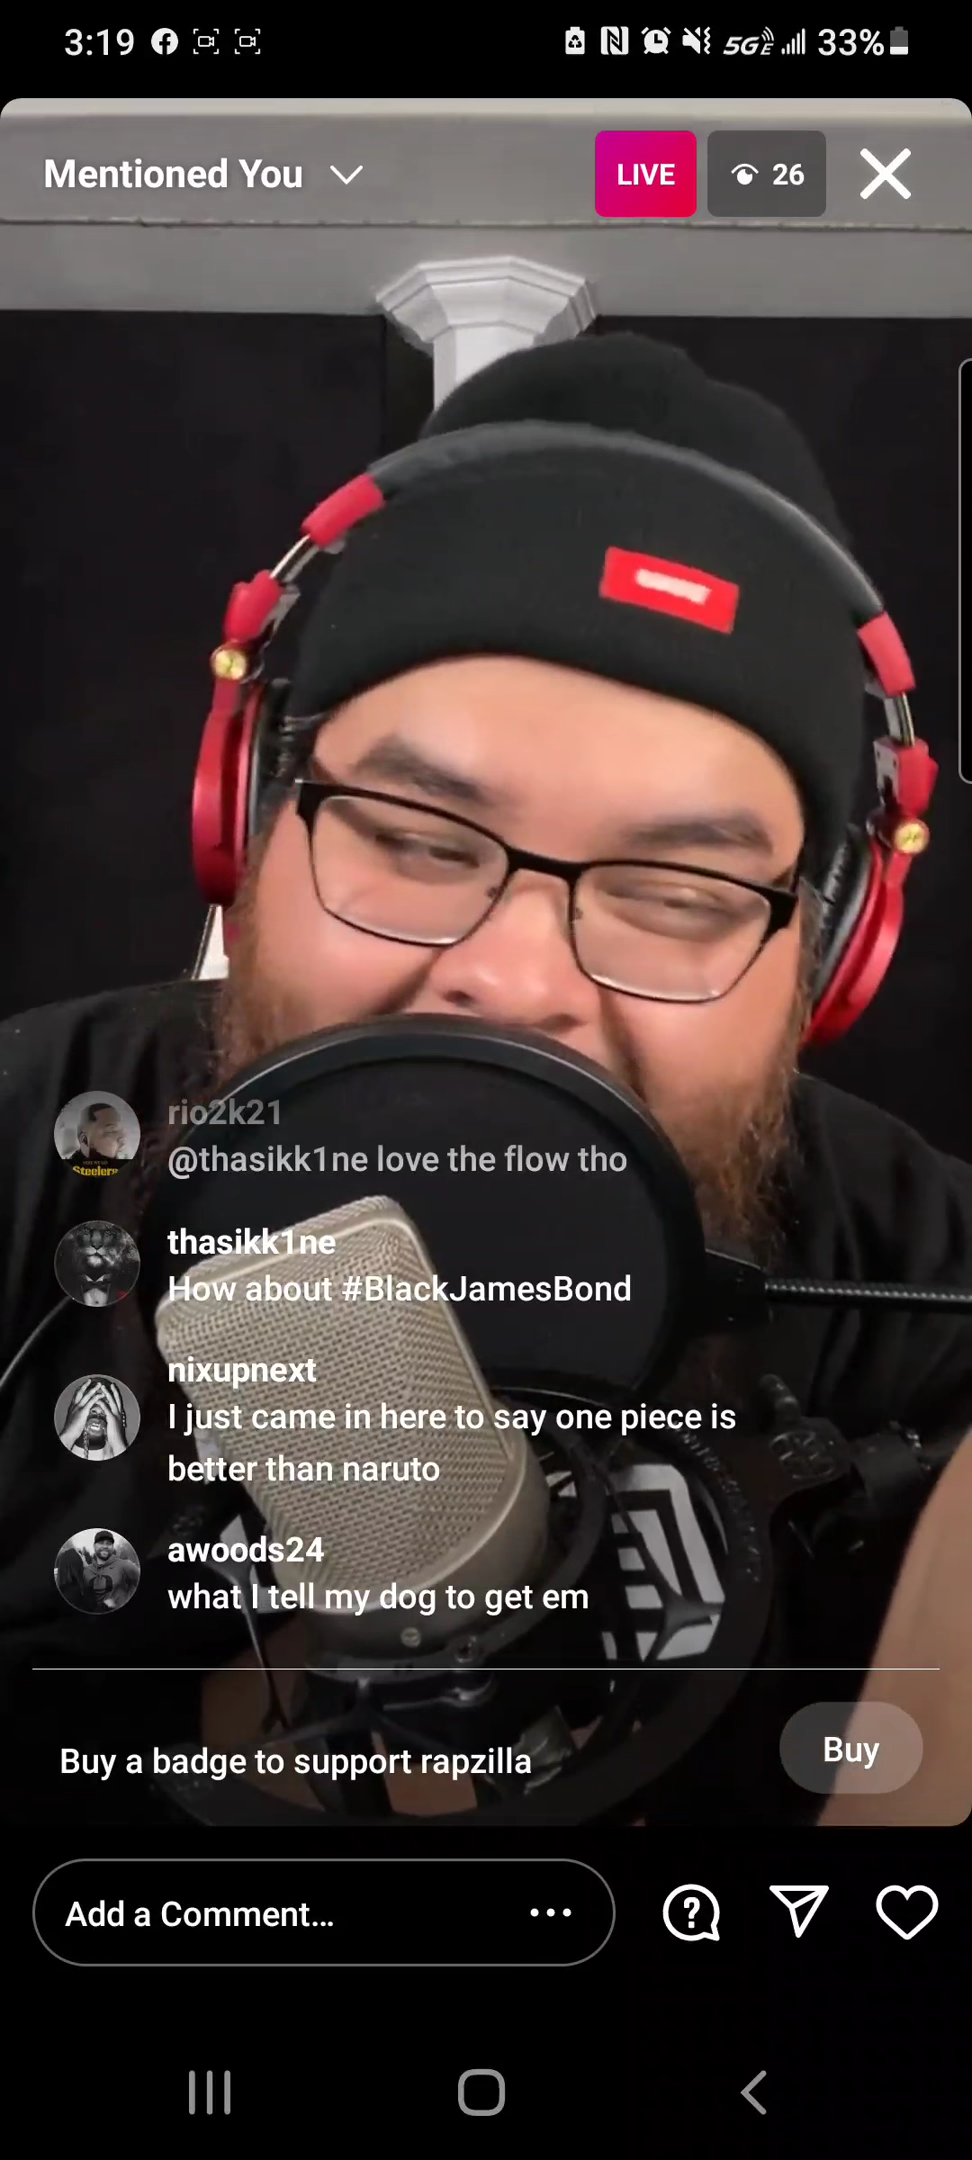 3:19
5GE
33%
Mentioned You
LIVE
26
rio2k21
@thasikk1ne love the flow tho
thasikk1ne
How about #BlackJamesBond
nixupnext
I just came in here to say one piece is
better than naruto
awoods24
what I tell my dog to get em
Buy a badge to support rapzilla
Buy
Add a Comment...
Steelers